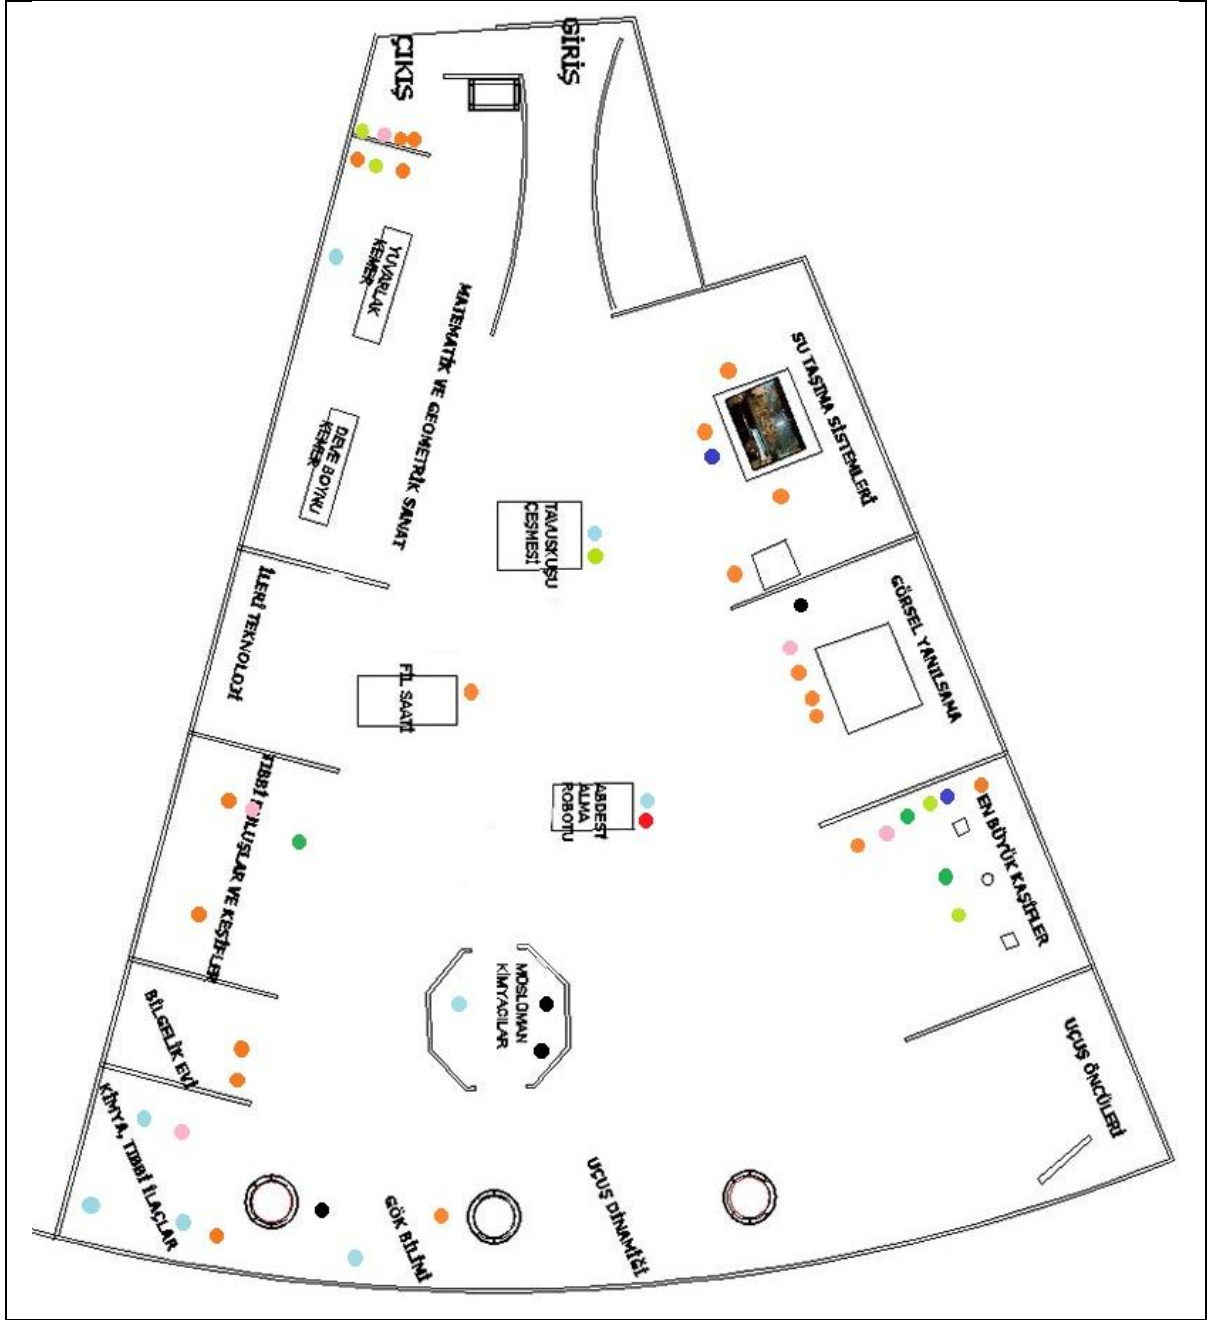 GİRİŞ
ÇIKIŞ
YUVARLAK
KEMER
MATEMATİK VE GEOMETRİK SANAT
SU TAŞIMA SİSTEMLERİ
DEVE BOYNU
KEMER
TAVUSKUŞU
ÇEŞMESİ
İLERİ TEKNOLOJİ
GÖRSEL YANILSAMA
FİL SAATİ
VE KEŞİFLER
ABDEST
ALMA
ROBOTU
EN BÜYÜK KAŞİFLER
MÜSLÜMAN
KİMYACILAR
BİLGELİK EVİ
UÇUŞ ÖNCÜLERİ
KİMYA, TIBBİ İLAÇLAR
GÖK BİLİMİ
UÇUŞ DİNAMİĞİ